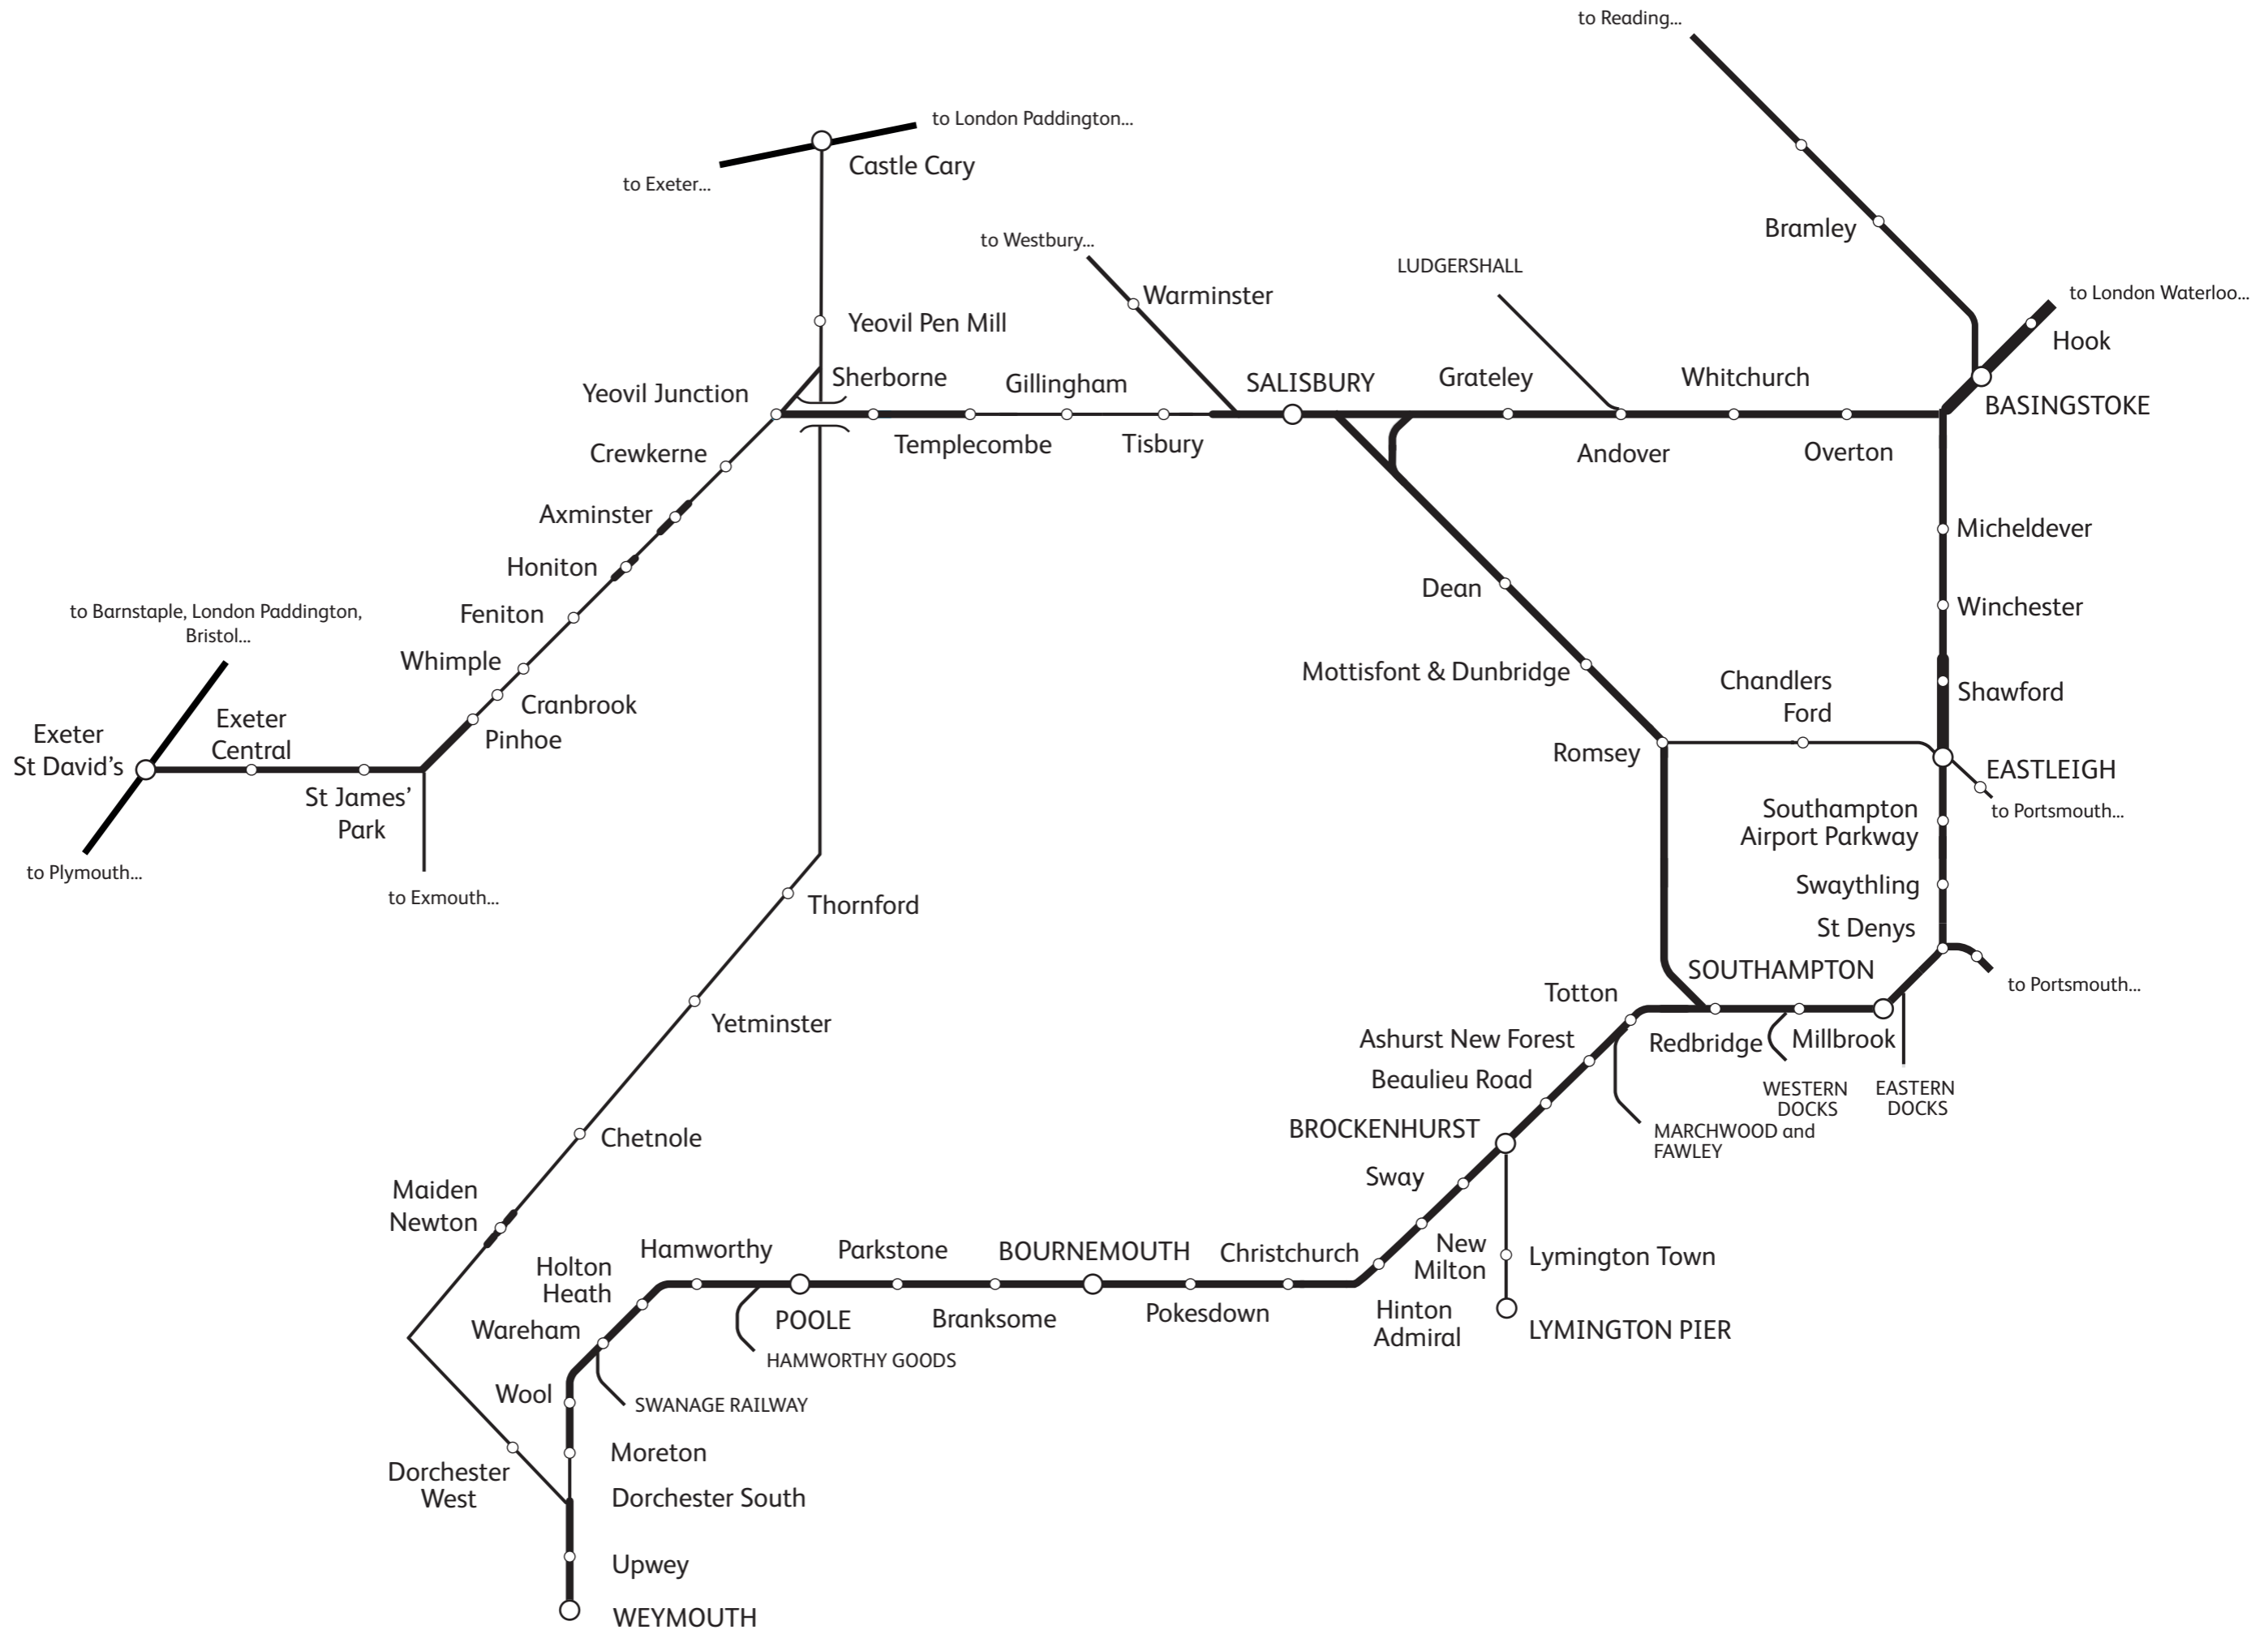 to Reading...
to London Paddington...
Castle Cary
to Exeter...
Bramley
to Westbury...
LUDGERSHALL
to London Waterloo...
Warminster
Yeovil Pen Mill
Hook
Sherborne
Gillingham
SALISBURY
Grateley
Whitchurch
Yeovil Junction
BASINGSTOKE
Templecombe
Tisbury
Andover
Overton
Crewkerne
Axminster
Micheldever
Honiton
Dean
Winchester
to Barnstaple, London Paddington,
Bristol...
Feniton
Whimple
Mottisfont & Dunbridge
Chandlers
Ford
Shawford
Cranbrook
Exeter
Central
Pinhoe
Exeter
St David's
Romsey
EASTLEIGH
St James'
Park
Southampton
Airport Parkway
to Portsmouth...
to Plymouth...
to Exmouth...
Swaythling
Thornford
St Denys
SOUTHAMPTON
to Portsmouth...
Totton
Yetminster
Ashurst New Forest
Redbridge
Millbrook
Beaulieu Road
WESTERN
DOCKS
EASTERN
DOCKS
BROCKENHURST
MARCHWOOD and
FAWLEY
Chetnole
Sway
Maiden
Newton
Hamworthy
Parkstone
BOURNEMOUTH
Christchurch
New
Milton
Lymington Town
Holton
Heath
POOLE
Branksome
Pokesdown
Hinton
Admiral
LYMINGTON PIER
Wareham
HAMWORTHY GOODS
Wool
SWANAGE RAILWAY
Moreton
Dorchester
West
Dorchester South
Upwey
WEYMOUTH